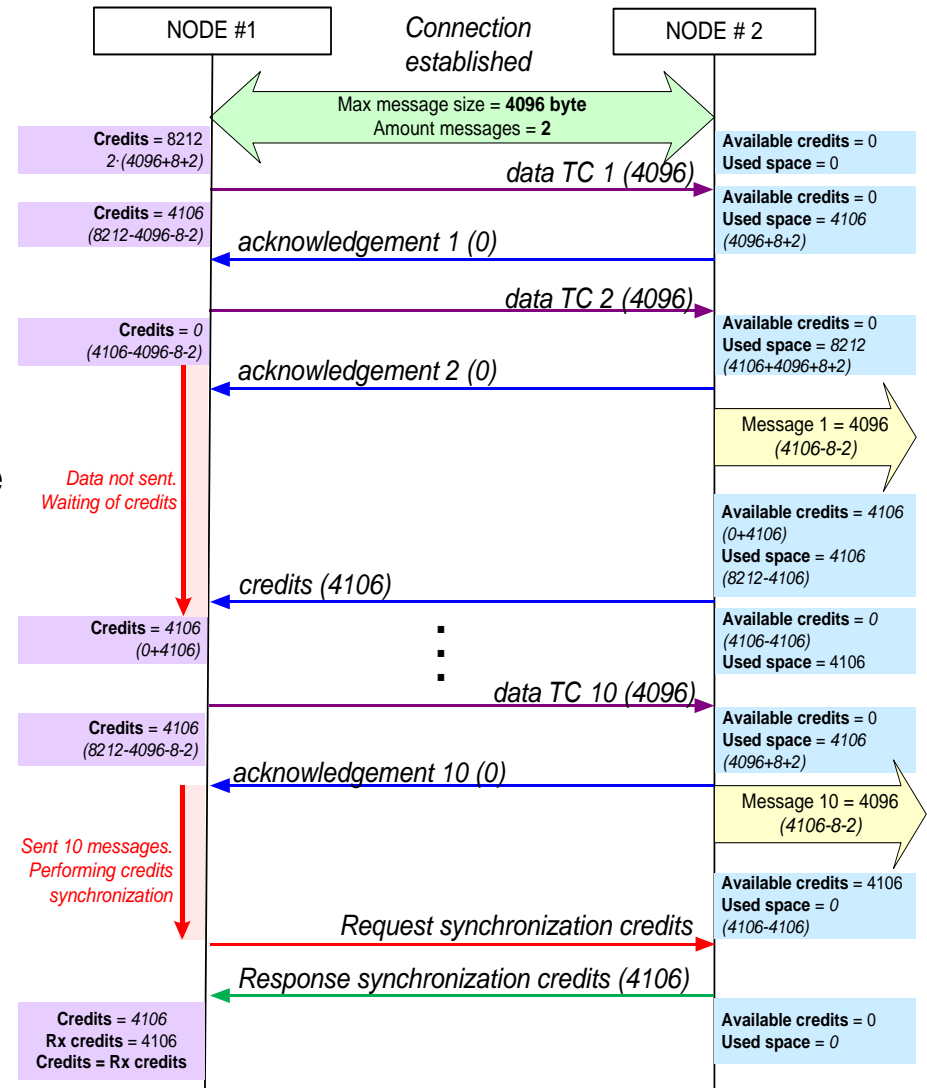 NODE #1
Connection
established
NODE # 2
Max message size = 4096 byte
Amount messages = 2
Credits = 8212
2·(4096+8+2)
Available credits = 0
Used space = 0
data TC 1 (4096)
Credits = 4106
(8212-4096-8-2)
Available credits = 0
Used space = 4106
(4096+8+2)
acknowledgement 1 (0)
data TC 2 (4096)
Credits = 0
(4106-4096-8-2)
Available credits = 0
Used space = 8212
(4106+4096+8+2)
acknowledgement 2 (0)
Message 1 = 4096
(4106-8-2)
e
Data not sent.
Waiting of credits
Available credits = 4106
(0+4106)
Used space = 4106
(8212-4106)
credits (4106)
Credits = 4106
(0+4106)
Available credits = 0
(4106-4106)
Used space = 4106
data TC 10 (4096)
Credits = 4106
(8212-4096-8-2)
Available credits = 0
Used space = 4106
(4096+8+2)
acknowledgement 10 (0)
Message 10 = 4096
(4106-8-2)
Sent 10 messages.
Performing credits
synchronization
Available credits = 4106
Used space = 0
(4106-4106)
Request synchronization credits
Response synchronization credits (4106)
Credits = 4106
Rx credits = 4106
Credits = Rx credits
Available credits = 0
Used space = 0